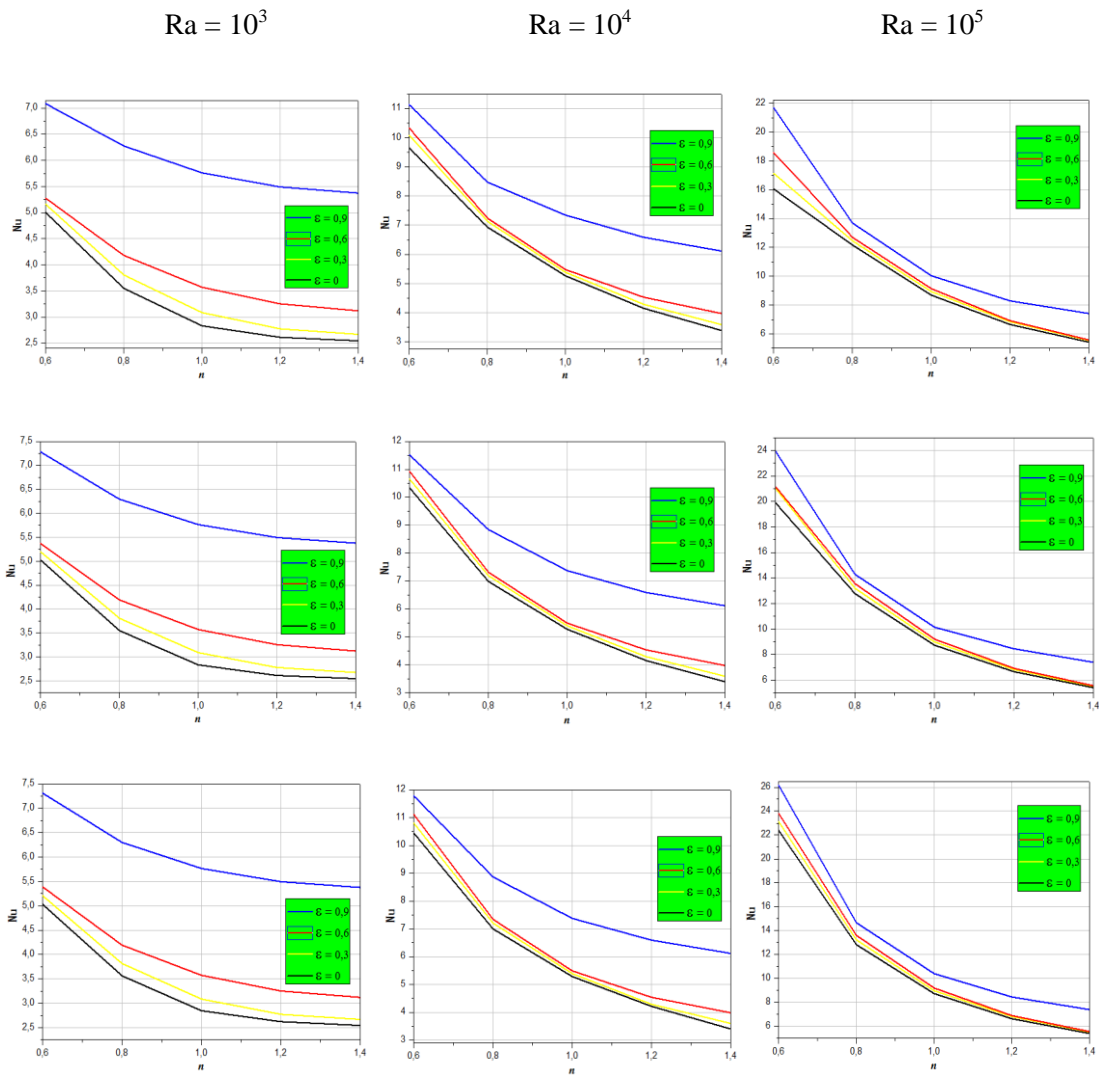 Ra = 10³ Ra = 10⁴ Ra = 10⁵
7,0
6,5
6,0
5,5
5,0
4,5
4,0
3,5
3,0
2,5
Nu
0,6 0,8 1,0 1,2 1,4
n
ε = 0,9
ε = 0,6
ε = 0,3
ε = 0
11
10
9
8
7
6
5
4
3
Nu
0,6 0,8 1,0 1,2 1,4
n
ε = 0,9
ε = 0,6
ε = 0,3
ε = 0
22
20
18
16
14
12
10
8
6
Nu
0,6 0,8 1,0 1,2 1,4
n
ε = 0,9
ε = 0,6
ε = 0,3
ε = 0
7,5
7,0
6,5
6,0
5,5
5,0
4,5
4,0
3,5
3,0
2,5
Nu
0,6 0,8 1,0 1,2 1,4
n
ε = 0,9
ε = 0,6
ε = 0,3
ε = 0
12
11
10
9
8
7
6
5
4
3
Nu
0,6 0,8 1,0 1,2 1,4
n
ε = 0,9
ε = 0,6
ε = 0,3
ε = 0
24
22
20
18
16
14
12
10
8
6
Nu
0,6 0,8 1,0 1,2 1,4
n
ε = 0,9
ε = 0,6
ε = 0,3
ε = 0
7,5
7,0
6,5
6,0
5,5
5,0
4,5
4,0
3,5
3,0
2,5
Nu
0,6 0,8 1,0 1,2 1,4
n
ε = 0,9
ε = 0,6
ε = 0,3
ε = 0
12
11
10
9
8
7
6
5
4
3
Nu
0,6 0,8 1,0 1,2 1,4
n
ε = 0,9
ε = 0,6
ε = 0,3
ε = 0
26
24
22
20
18
16
14
12
10
8
6
Nu
0,6 0,8 1,0 1,2 1,4
n
ε = 0,9
ε = 0,6
ε = 0,3
ε = 0